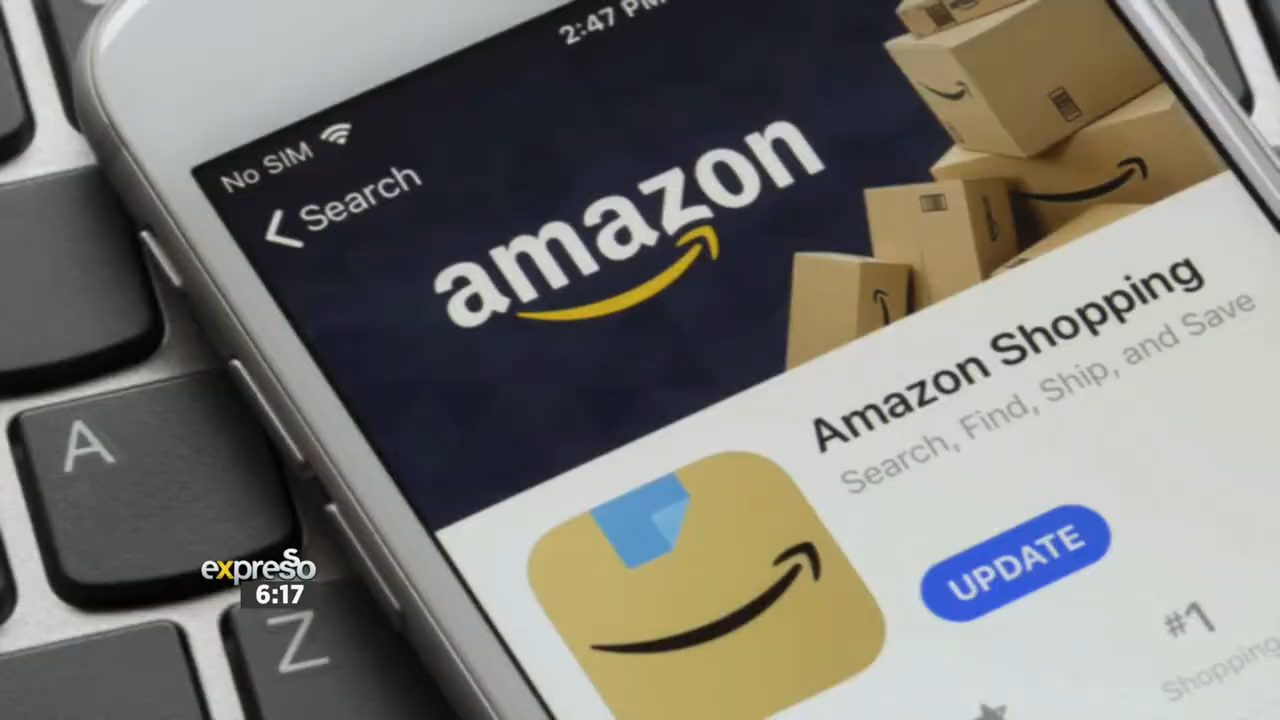 2:47 PM
No SIM
Search
amazon
Amazon Shopping
Search, Find, Ship, and Save
UPDATE
#1
Shopping
A
expresso
6:17
Z